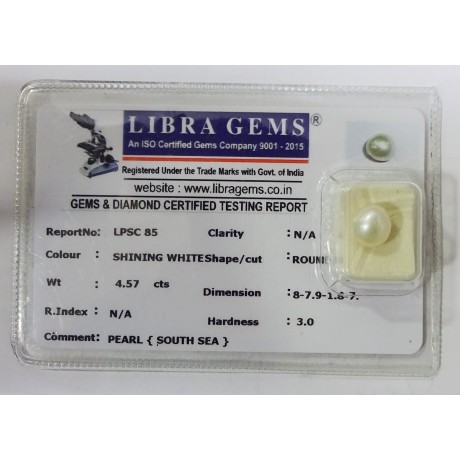 LIBRA GEMS ®
An ISO Certified Gems Company 9001 - 2015
Registered Under the Trade Marks with Govt. of India
website : www.libragems.co.in
GEMS & DIAMOND CERTIFIED TESTING REPORT
ReportNo: LPSC 85 Clarity : N/A
Colour : SHINING WHITE Shape/cut : ROUN
Wt : 4.57 cts
Dimension : 8-7.9-1.6-7.
R.Index : N/A
Hardness : 3.0
Comment: PEARL { SOUTH SEA }